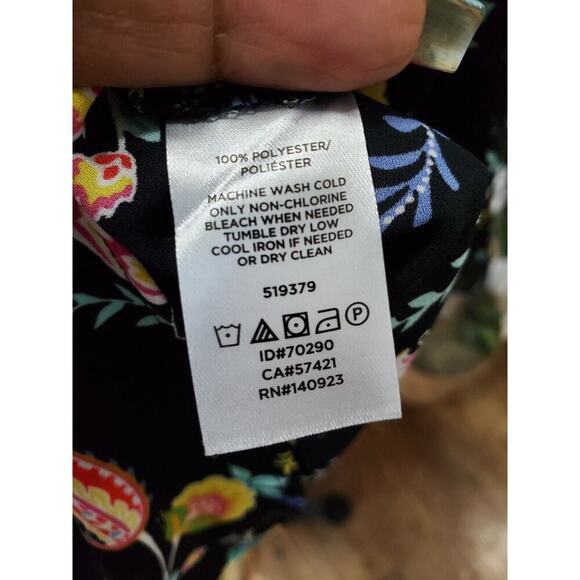 100% POLYESTER/
POLIÉSTER
MACHINE WASH COLD
ONLY NON-CHLORINE
BLEACH WHEN NEEDED
TUMBLE DRY LOW
COOL IRON IF NEEDED
OR DRY CLEAN
519379
P
ID#70290
CA#57421
RN#140923